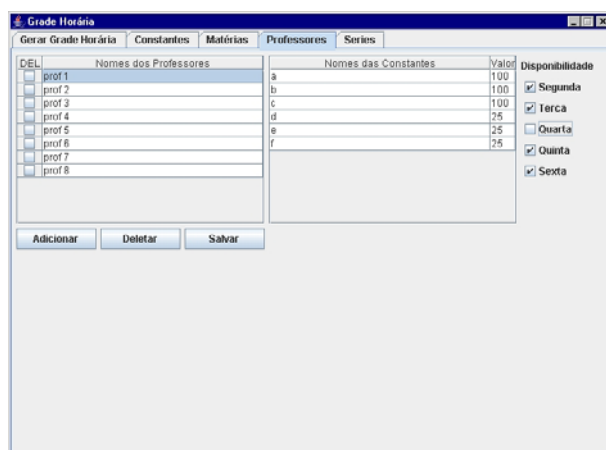 Grade Horária
Gerar Grade Horária Constantes Matérias Professores Series
DEL Nomes dos Professores
prof 1
prof 2
prof 3
prof 4
prof 5
prof 6
prof 7
prof 8
Nomes das Constantes Valor
a 100
b 100
c 100
d 25
e 25
f 25
Disponibilidade
Segunda
Terca
Quarta
Quinta
Sexta
Adicionar Deletar Salvar